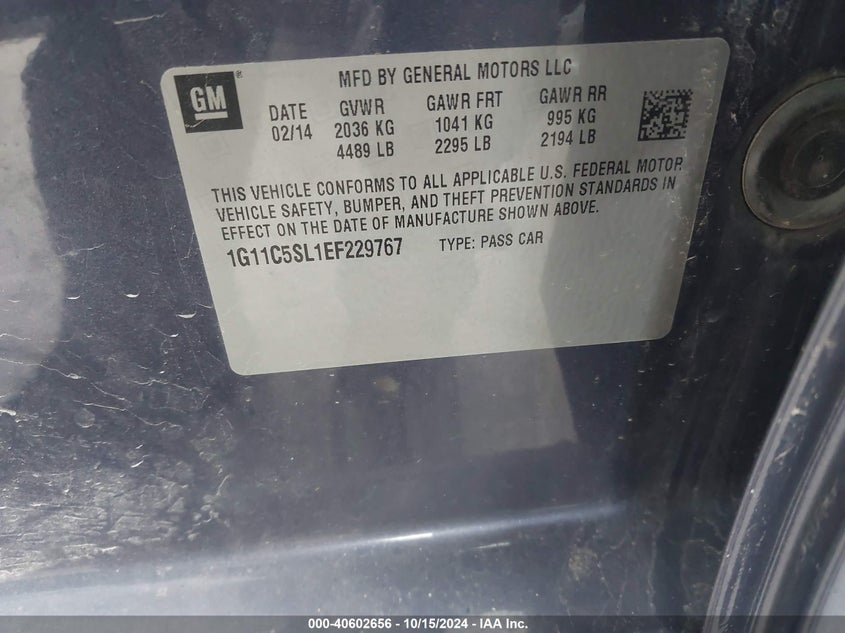 GM®
MFD BY GENERAL MOTORS LLC
DATE GVWR GAWR FRT GAWR RR
02/14 2036 KG 1041 KG 995 KG
4489 LB 2295 LB 2194 LB
THIS VEHICLE CONFORMS TO ALL APPLICABLE U.S. FEDERAL MOTOR
VEHICLE SAFETY, BUMPER, AND THEFT PREVENTION STANDARDS IN
EFFECT ON THE DATE OF MANUFACTURE SHOWN ABOVE.
1G11C5SL1EF229767 TYPE: PASS CAR
000-40602656 - 10/15/2024 - IAA Inc.